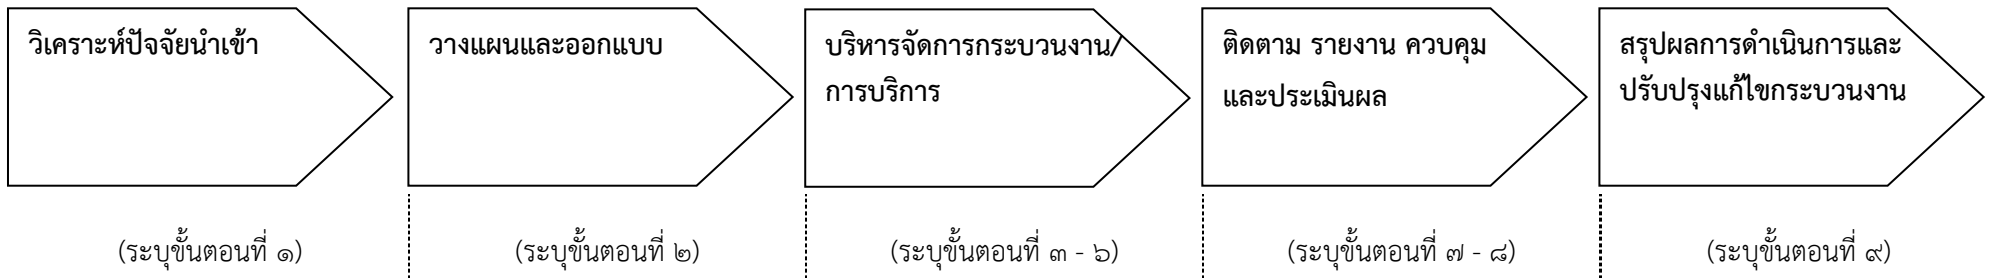 วิเคราะห์ปัจจัยนำเข้า
วางแผนและออกแบบ
บริหารจัดการกระบวนงาน/
การบริการ
ติดตาม รายงาน ควบคุม
และประเมินผล
สรุปผลการดำเนินการและ
ปรับปรุงแก้ไขกระบวนงาน
(ระบุขั้นตอนที่ ๑)
(ระบุขั้นตอนที่ ๒)
(ระบุขั้นตอนที่ ๓ - ๖)
(ระบุขั้นตอนที่ ๗ - ๘)
(ระบุขั้นตอนที่ ๙)